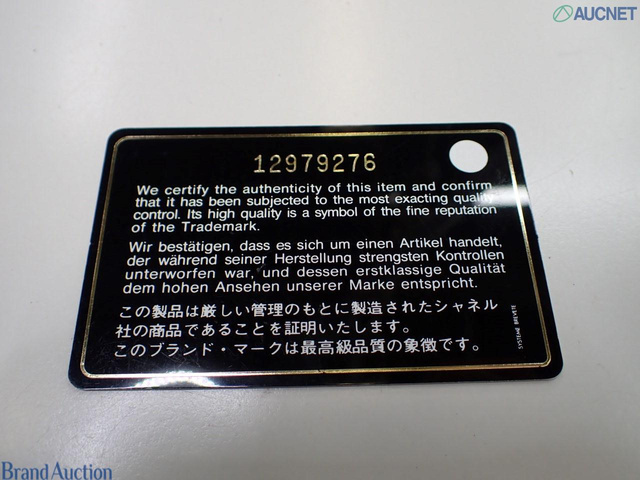 AUCNET
12979276
We certify the authenticity of this item and confirm
that it has been subjected to the most exacting quality
control. Its high quality is a symbol of the fine reputation
of the Trademark.
Wir bestätigen, dass es sich um einen Artikel handelt,
der während seiner Herstellung strengsten Kontrollen
unterworfen war, und dessen erstklassige Qualität
dem hohen Ansehen unserer Marke entspricht.
この製品は厳しい管理のもとに製造されたシャネル
社の商品であることを証明いたします。
このブランド・マークは最高級品質の象徴です。
SYSTEME BREVETE
Brand Auction